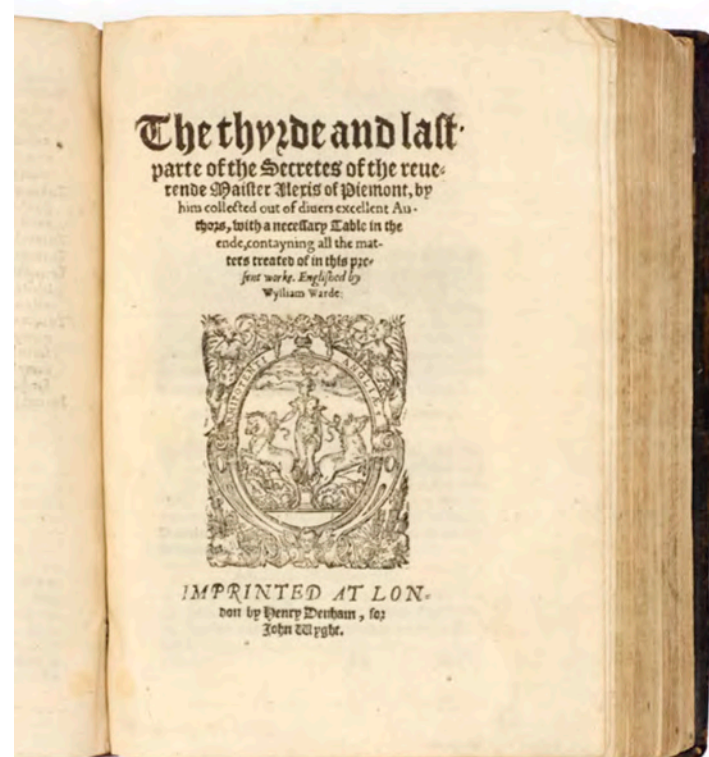 The thyrde and last
parte of the Secretes of the reue-
rende Maister Alexis of Piemont, by
him collected out of diuers excellent Au-
thors, with a necessary Table in the
ende, contayning all the mat-
ters treated of in this pre-
sent worke. Englished by
Wylliam Warde.
ANGLIAE
IMPRINTED AT LON-
don by Henry Denham, for
John Wyght.